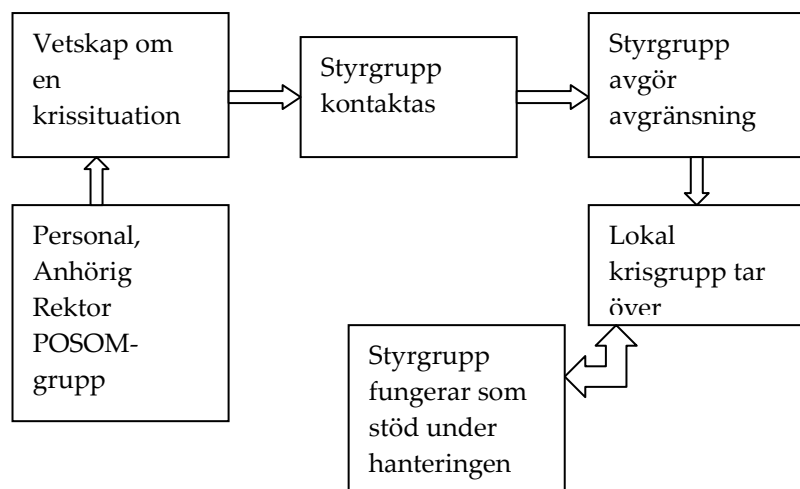 Vetskap om
en
krissituation
Styrgrupp
kontaktas
Styrgrupp
avgör
avgränsning
Personal,
Anhörig
Rektor
POSOM-
grupp
Lokal
krisgrupp tar
över
Styrgrupp
fungerar som
stöd under
hanteringen